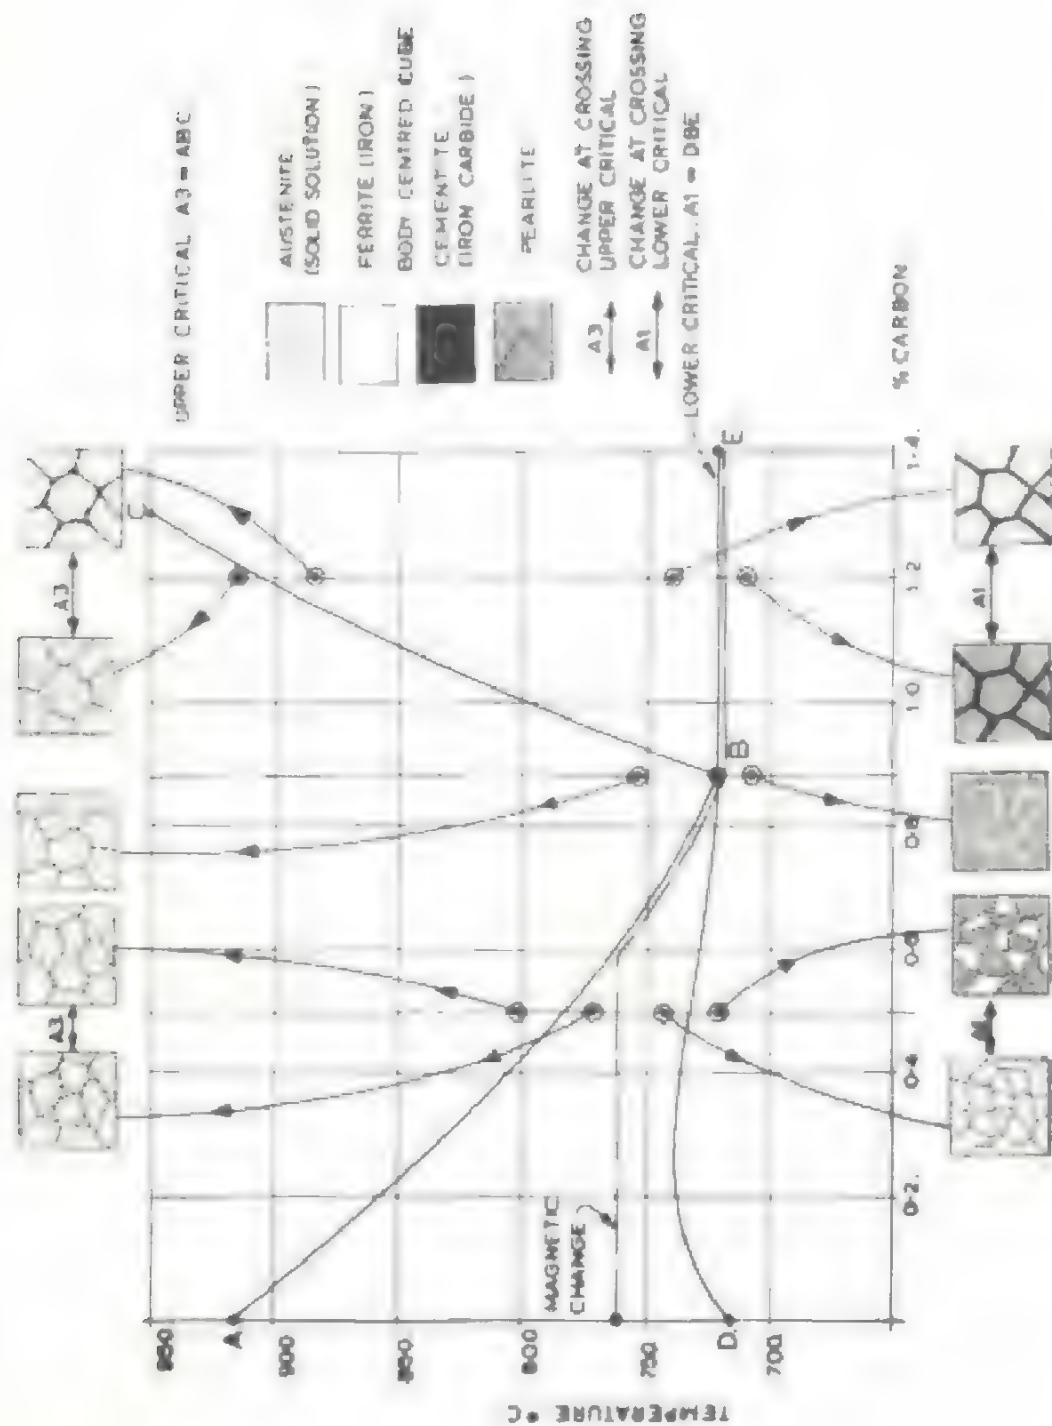 UPPER CRITICAL A3 = ABC
AUSTENITE
(SOLID SOLUTION)
FERRITE (IRON)
BODY CENTRED CUBE
CEMENTITE
(IRON CARBIDE)
PEARLITE
A3
CHANGE AT CROSSING
UPPER CRITICAL
A1
CHANGE AT CROSSING
LOWER CRITICAL
LOWER CRITICAL. A1 = DBE
A3
A3
C
A
B
D
E
MAGNETIC
CHANGE
TEMPERATURE °C
950
900
850
800
750
700
0·2
0·4
0·6
0·8
1·0
1·2
1·4
% CARBON
A1
A1